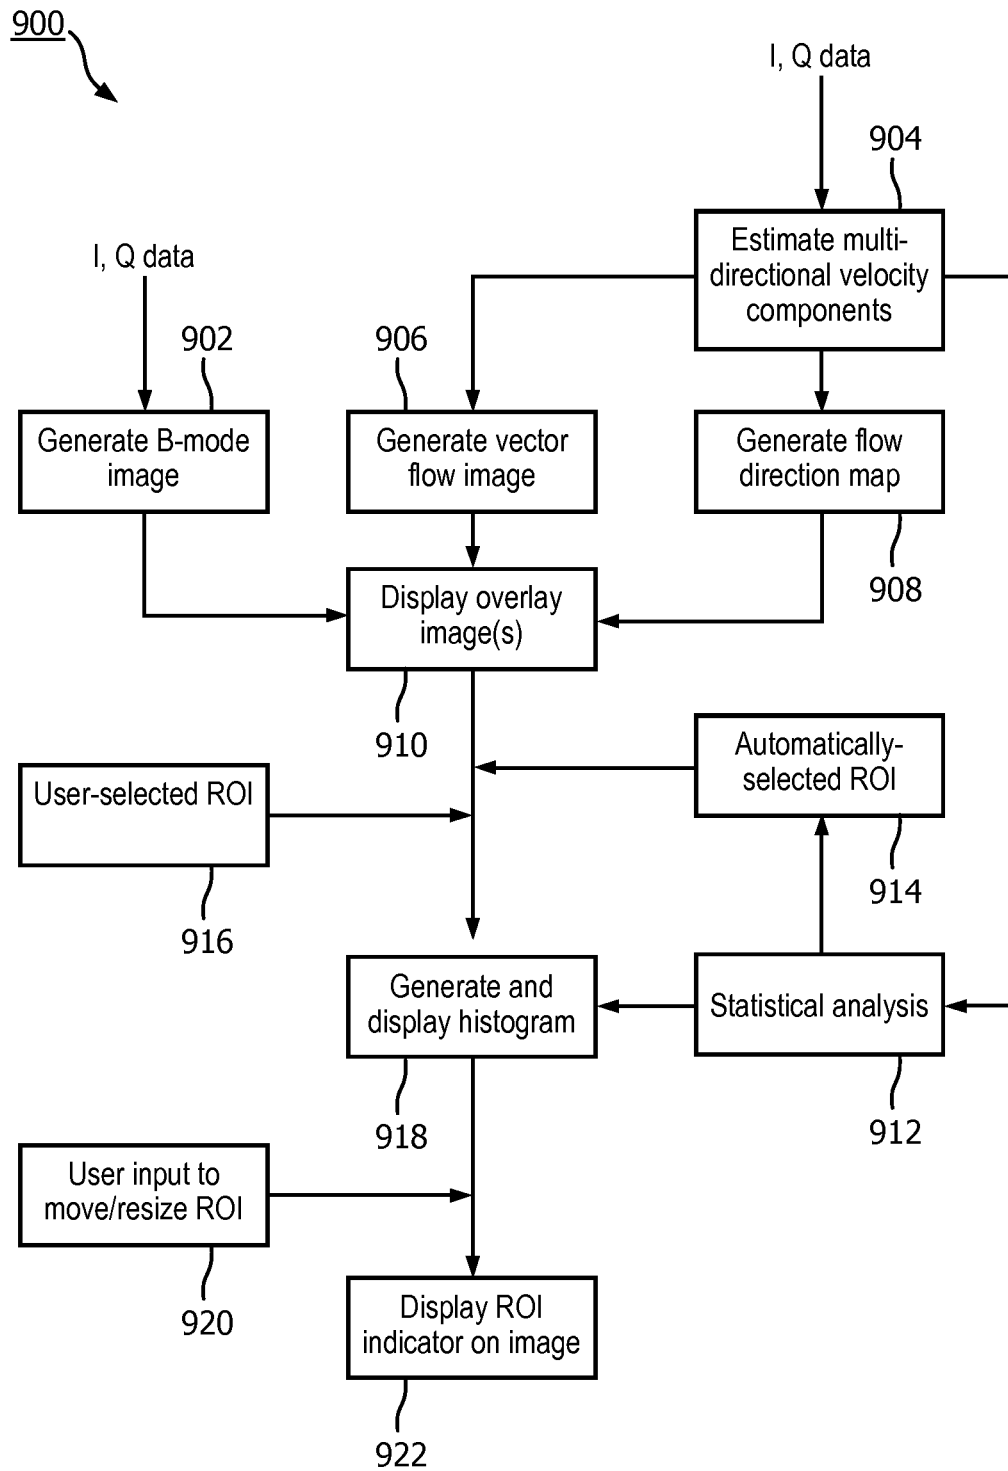 900
I, Q data
904
Estimate multi-
directional velocity
components
I, Q data
902
906
Generate B-mode
image
Generate vector
flow image
Generate flow
direction map
908
Display overlay
image(s)
910
Automatically-
selected ROI
914
User-selected ROI
916
Generate and
display histogram
918
Statistical analysis
912
User input to
move/resize ROI
920
Display ROI
indicator on image
922